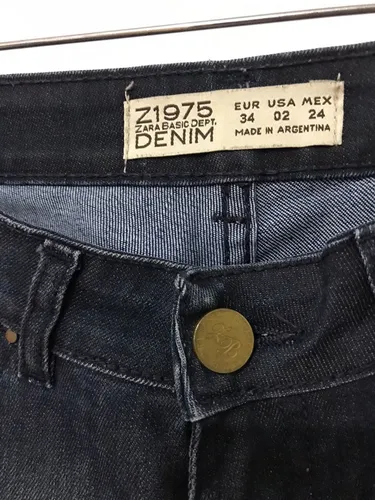 Z1975
ZARA BASIC DEPT.
DENIM
EUR USA MEX
34 02 24
MADE IN ARGENTINA